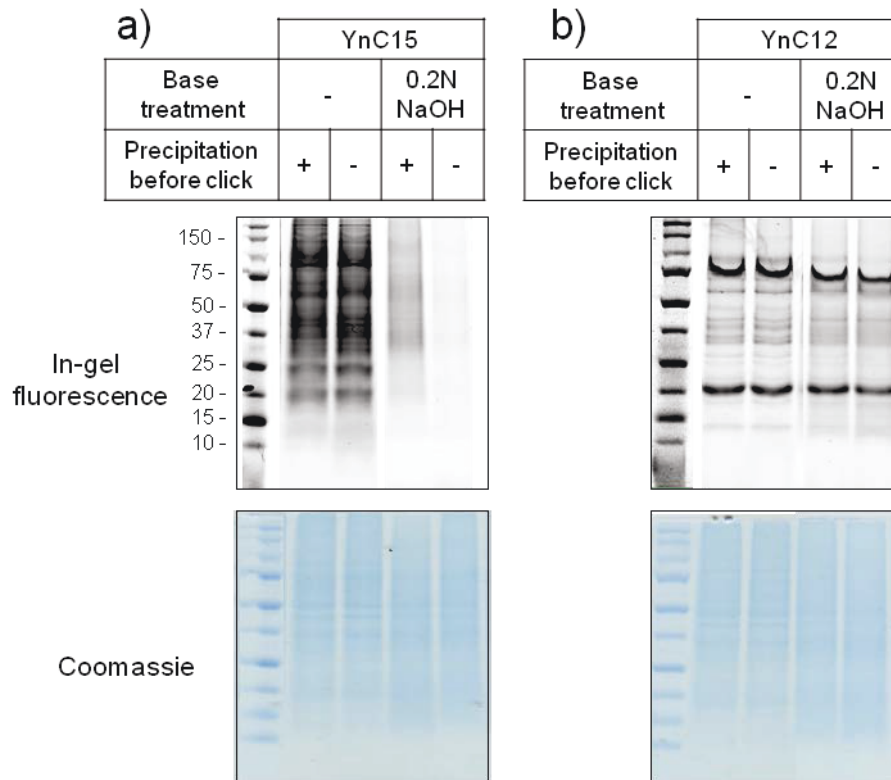 a)
YnC15
Base treatment
-
0.2N NaOH
Precipitation before click
+
-
+
-
150 -
75 -
50 -
37 -
25 -
20 -
15 -
10 -
In-gel fluorescence
Coomassie
b)
YnC12
Base treatment
-
0.2N NaOH
Precipitation before click
+
-
+
-